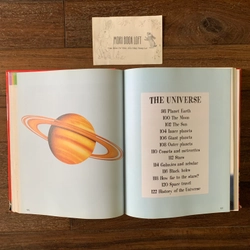 THE UNIVERSE
98 Planet Earth
100 The Moon
102 The Sun
104 Inner planets
106 Giant planets
108 Outer planets
110 Comets and meteorites
112 Stars
114 Galaxies and nebulae
116 Black holes
118 How far to the stars?
120 Space travel
122 History of the Universe